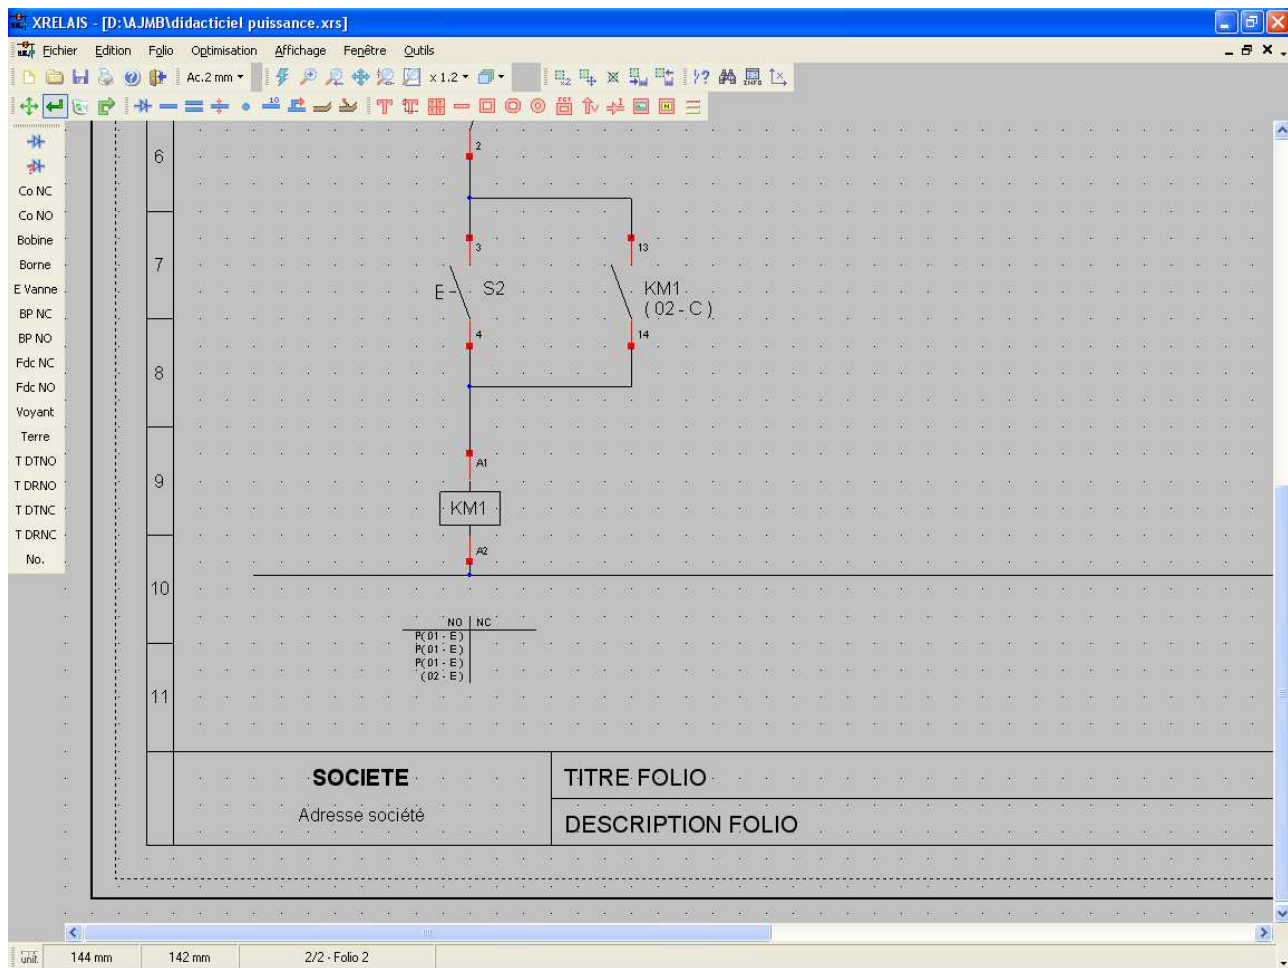 XRELAIS - [D:\AJMB\didacticiel puissance.xrs]
Fichier Edition Folio Optimisation Affichage Fenêtre Outils
Ac.2 mm x 1.2
10
Co NC
Co NO
Bobine
Borne
E Vanne
BP NC
BP NO
Fdc NC
Fdc NO
Voyant
Terre
T DTNO
T DRNO
T DTNC
T DRNC
No.
6
2
3
13
7
E S2 KM1
( 02 - C )
4
14
8
A1
9
KM1
A2
10
NO NC
P(01 - E)
P(01 - E)
P(01 - E)
(02 - E)
11
SOCIETE
Adresse société
TITRE FOLIO
DESCRIPTION FOLIO
unit. 144 mm 142 mm 2/2 - Folio 2